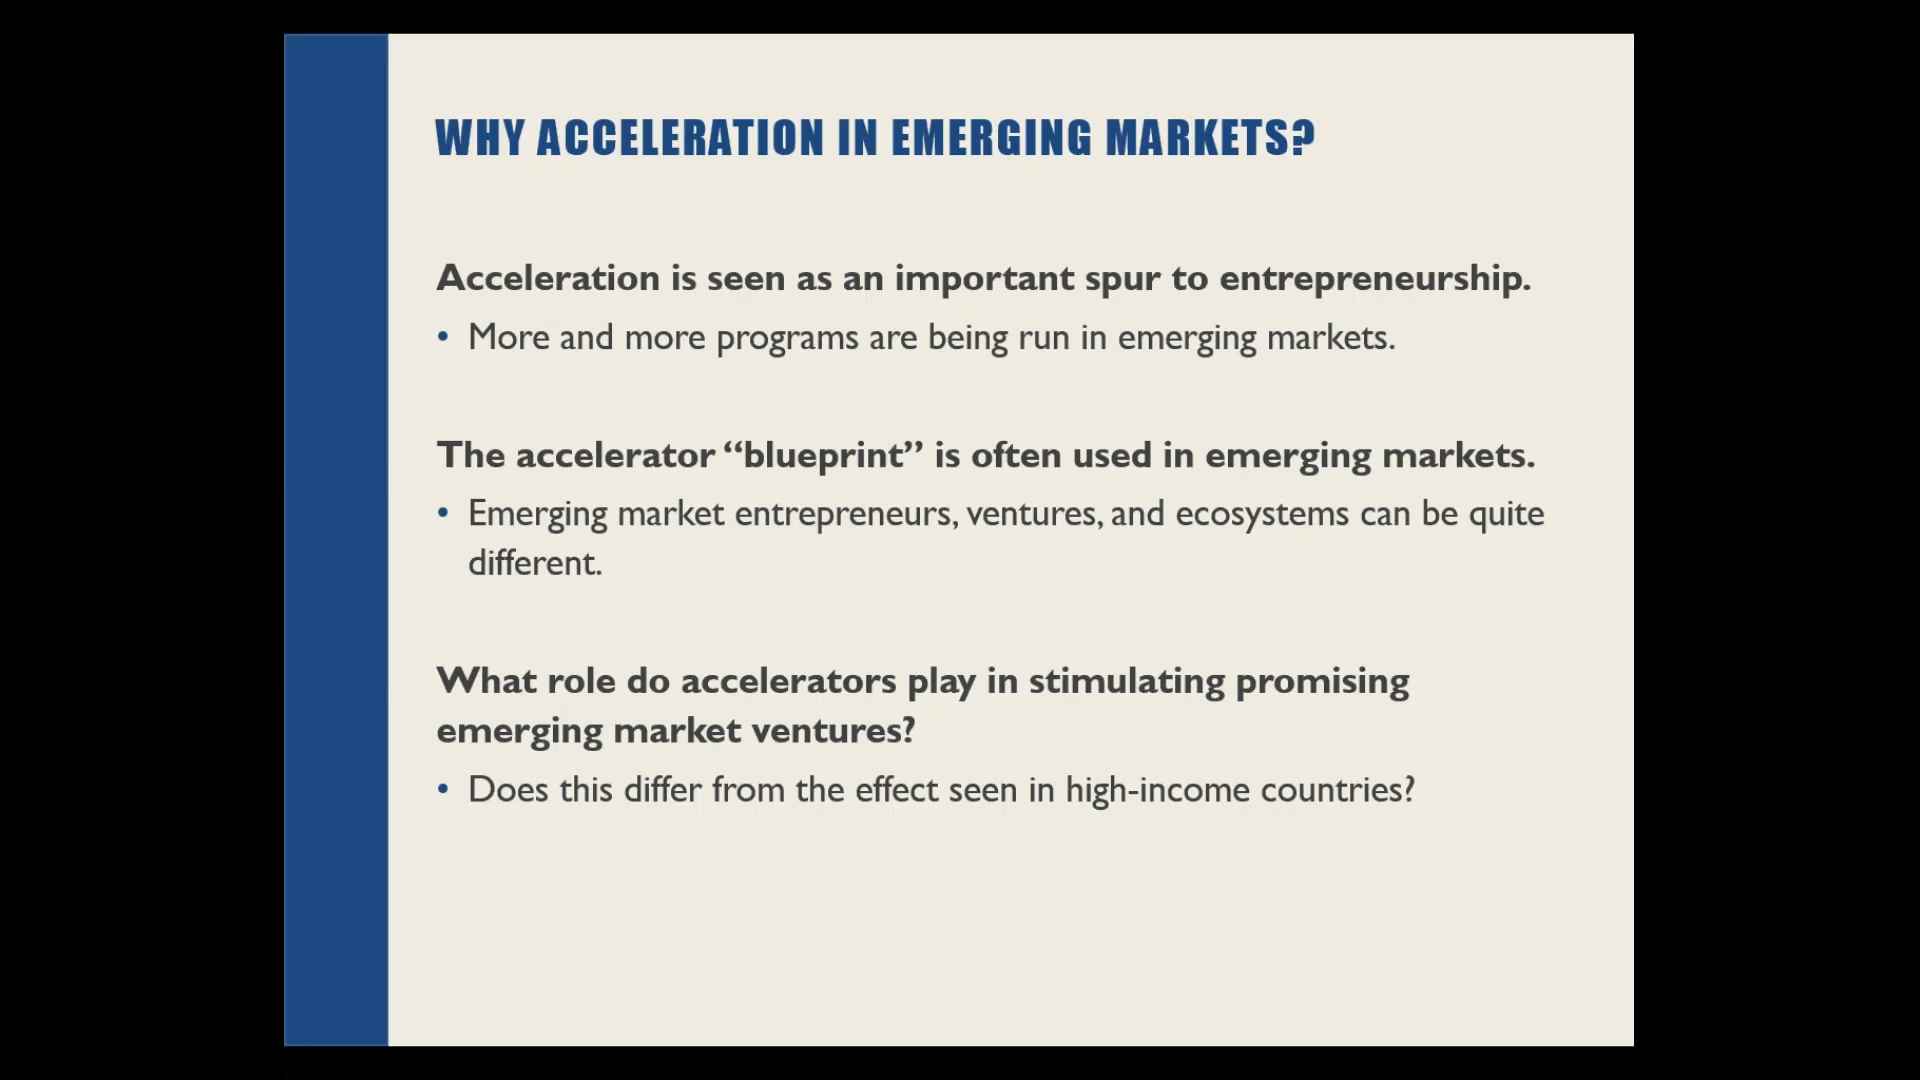 WHY ACCELERATION IN EMERGING MARKETS?
Acceleration is seen as an important spur to entrepreneurship.
• More and more programs are being run in emerging markets.
The accelerator “blueprint” is often used in emerging markets.
• Emerging market entrepreneurs, ventures, and ecosystems can be quite
different.
What role do accelerators play in stimulating promising
emerging market ventures?
• Does this differ from the effect seen in high-income countries?